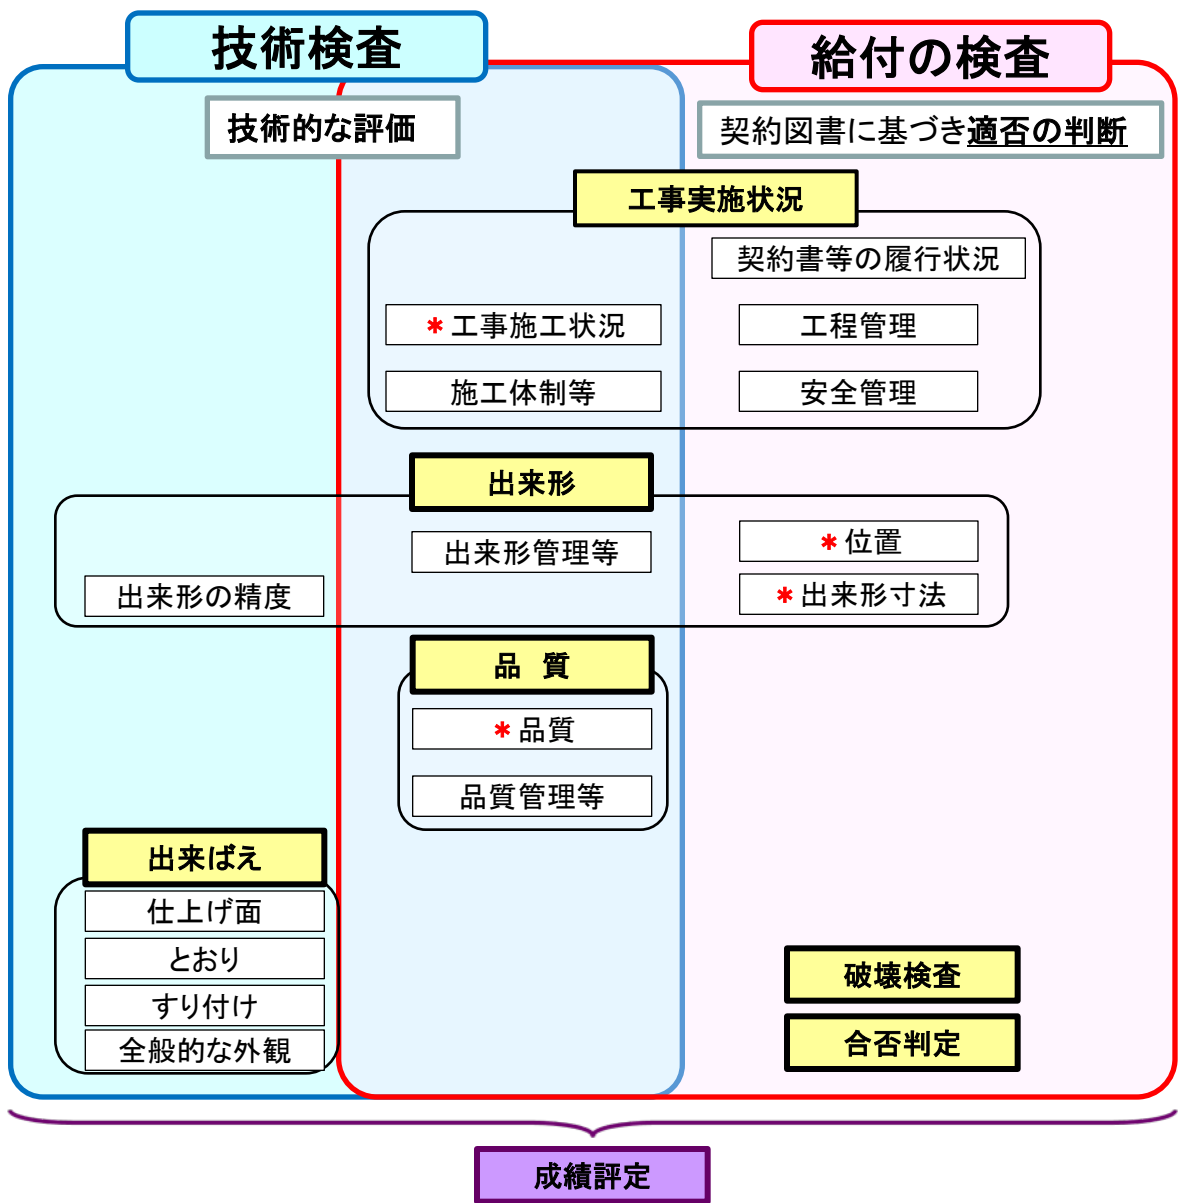 技術検査
給付の検査
技術的な評価
契約図書に基づき適否の判断
工事実施状況
契約書等の履行状況
＊工事施工状況
工程管理
施工体制等
安全管理
出来形
出来形管理等
＊位置
出来形の精度
＊出来形寸法
品　質
＊品質
品質管理等
出来ばえ
仕上げ面
とおり
すり付け
全般的な外観
破壊検査
合否判定
成績評定